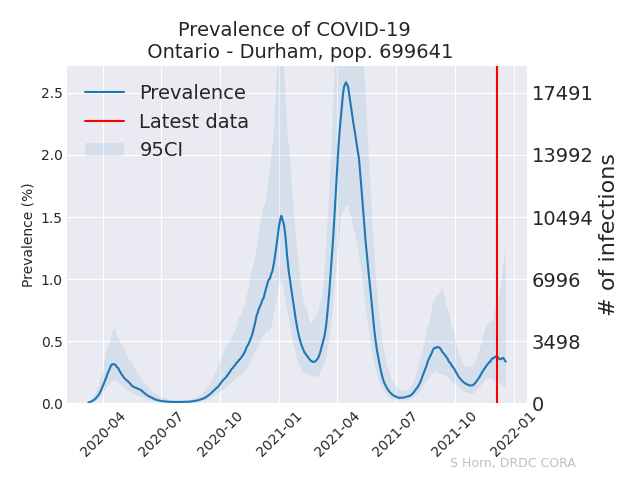 Prevalence of COVID-19
Ontario - Durham, pop. 699641
Prevalence
Latest data
95CI
Prevalence (%)
2.5
2.0
1.5
1.0
0.5
0.0
17491
13992
10494
6996
3498
0
# of infections
2020-04
2020-07
2020-10
2021-01
2021-04
2021-07
2021-10
2022-01
S Horn, DRDC CORA